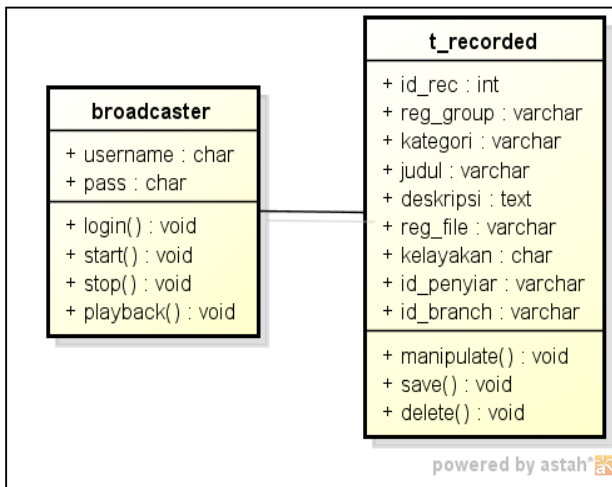 broadcaster
+ username : char
+ pass : char
+ login() : void
+ start() : void
+ stop() : void
+ playback() : void
t_recorded
+ id_rec : int
+ reg_group : varchar
+ kategori : varchar
+ judul : varchar
+ deskripsi : text
+ reg_file : varchar
+ kelayakan : char
+ id_penyiar : varchar
+ id_branch : varchar
+ manipulate() : void
+ save() : void
+ delete() : void
powered by astah*